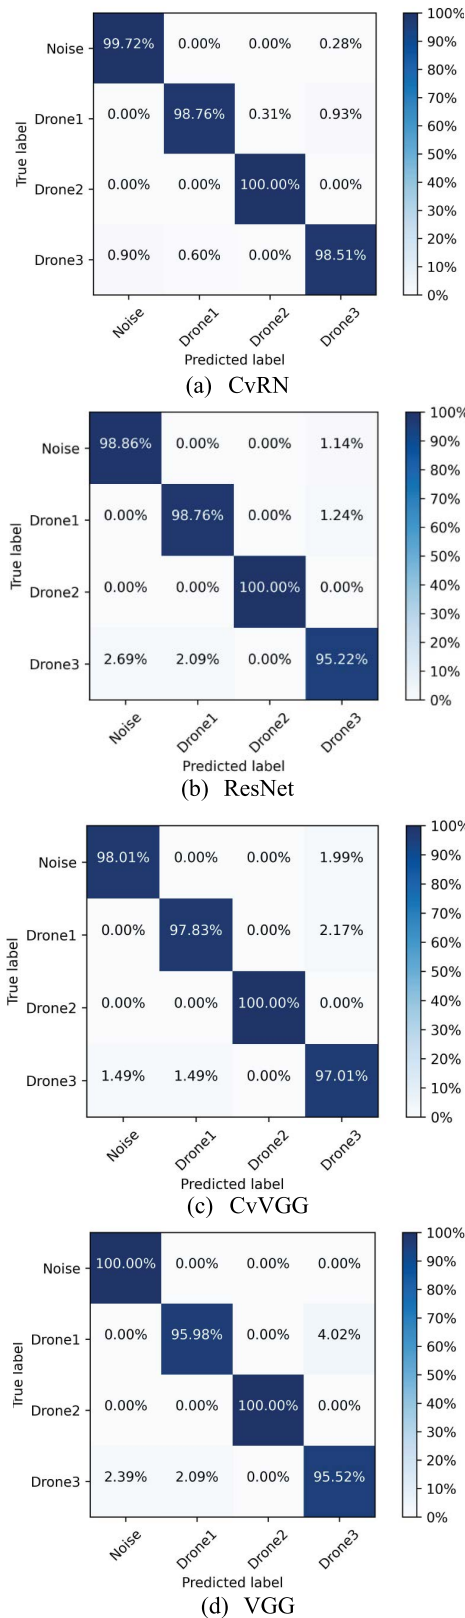 100%
Noise 99.72% 0.00% 0.00% 0.28%
90%
80%
Drone1 0.00% 98.76% 0.31% 0.93%
70%
60%
True label
50%
Drone2 0.00% 0.00% 100.00% 0.00%
40%
30%
20%
Drone3 0.90% 0.60% 0.00% 98.51%
10%
0%
Noise Drone1 Drone2 Drone3
Predicted label
(a) CvRN
100%
Noise 98.86% 0.00% 0.00% 1.14%
90%
80%
70%
Drone1 0.00% 98.76% 0.00% 1.24%
60%
True label
50%
40%
Drone2 0.00% 0.00% 100.00% 0.00%
30%
20%
Drone3 2.69% 2.09% 0.00% 95.22%
10%
0%
Noise Drone1 Drone2 Drone3
Predicted label
(b) ResNet
100%
Noise 98.01% 0.00% 0.00% 1.99%
90%
80%
70%
Drone1 0.00% 97.83% 0.00% 2.17%
60%
True label
50%
40%
Drone2 0.00% 0.00% 100.00% 0.00%
30%
20%
Drone3 1.49% 1.49% 0.00% 97.01%
10%
0%
Noise Drone1 Drone2 Drone3
Predicted label
(c) CvVGG
100%
Noise 100.00% 0.00% 0.00% 0.00%
90%
80%
70%
Drone1 0.00% 95.98% 0.00% 4.02%
60%
True label
50%
40%
Drone2 0.00% 0.00% 100.00% 0.00%
30%
20%
Drone3 2.39% 2.09% 0.00% 95.52%
10%
0%
Noise Drone1 Drone2 Drone3
Predicted label
(d) VGG